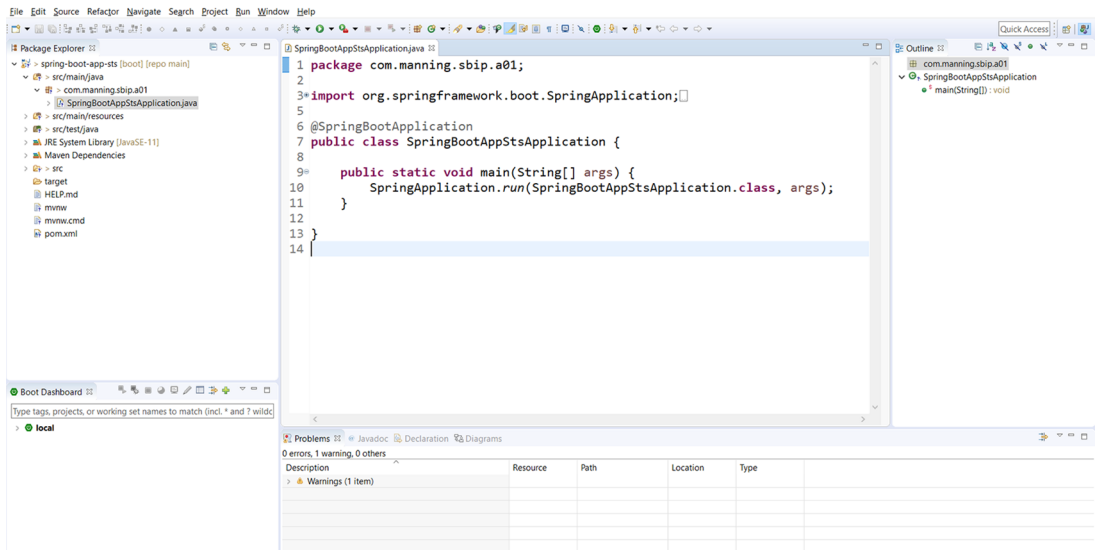 File Edit Source Refactor Navigate Search Project Run Window Help
Quick Access
Package Explorer
> spring-boot-app-sts [boot] [repo main]
> src/main/java
> com.manning.sbip.a01
SpringBootAppStsApplication.java
> src/main/resources
> src/test/java
JRE System Library [JavaSE-11]
Maven Dependencies
> src
target
HELP.md
mvnw
mvnw.cmd
pom.xml
Boot Dashboard
Type tags, projects, or working set names to match (incl. * and ? wildc
local
SpringBootAppStsApplication.java
1 package com.manning.sbip.a01;
2
3 import org.springframework.boot.SpringApplication;
5
6 @SpringBootApplication
7 public class SpringBootAppStsApplication {
8
9 public static void main(String[] args) {
10 SpringApplication.run(SpringBootAppStsApplication.class, args);
11 }
12
13 }
14
Outline
com.manning.sbip.a01
SpringBootAppStsApplication
main(String[]) : void
Problems Javadoc Declaration Diagrams
0 errors, 1 warning, 0 others
Description Resource Path Location Type
Warnings (1 item)